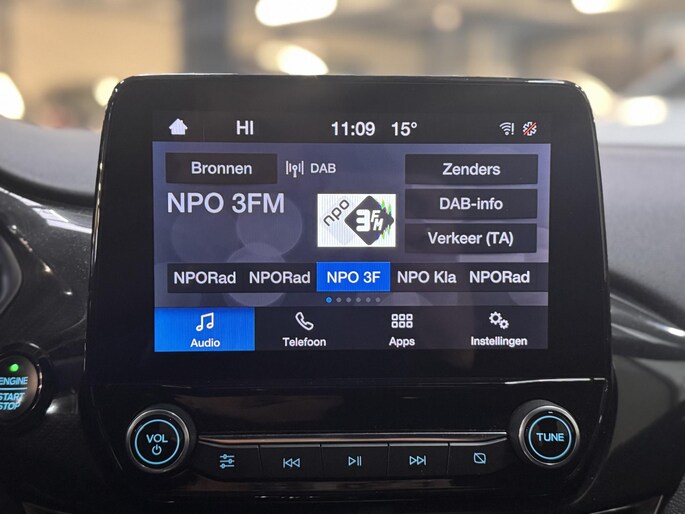 HI 11:09 15°
Bronnen DAB Zenders
NPO 3FM
npo 3FM
DAB-info
Verkeer (TA)
NPORad NPORad NPO 3F NPO Kla NPORad
Audio Telefoon Apps Instellingen
ENGINE
START
STOP
VOL
TUNE